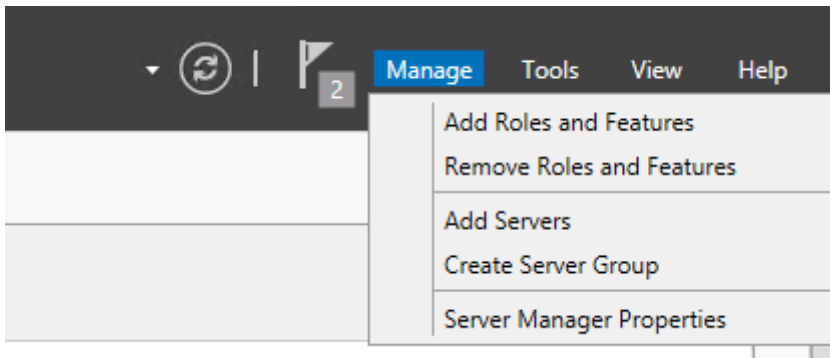 2
Manage Tools View Help
Add Roles and Features
Remove Roles and Features
Add Servers
Create Server Group
Server Manager Properties